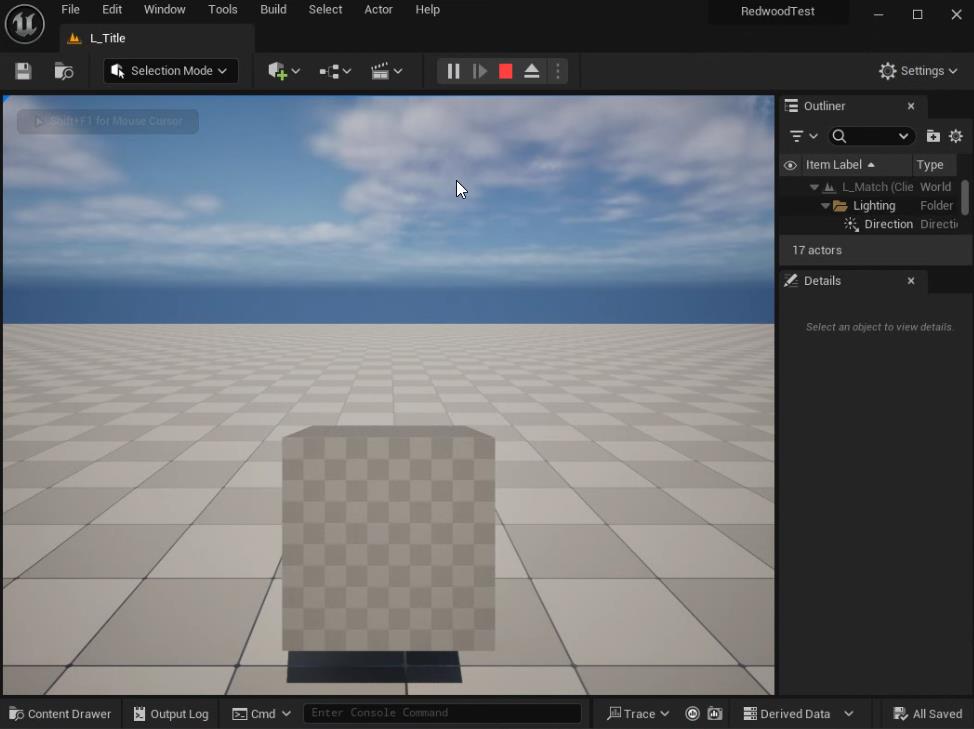 File Edit Window Tools Build Select Actor Help
RedwoodTest
L_Title
Selection Mode
Settings
Shift+F1 for Mouse Cursor
Outliner
Item Label Type
L_Match (Clie World
Lighting Folder
Direction Directi
17 actors
Details
Select an object to view details.
Content Drawer Output Log Cmd Enter Console Command Trace Derived Data All Saved